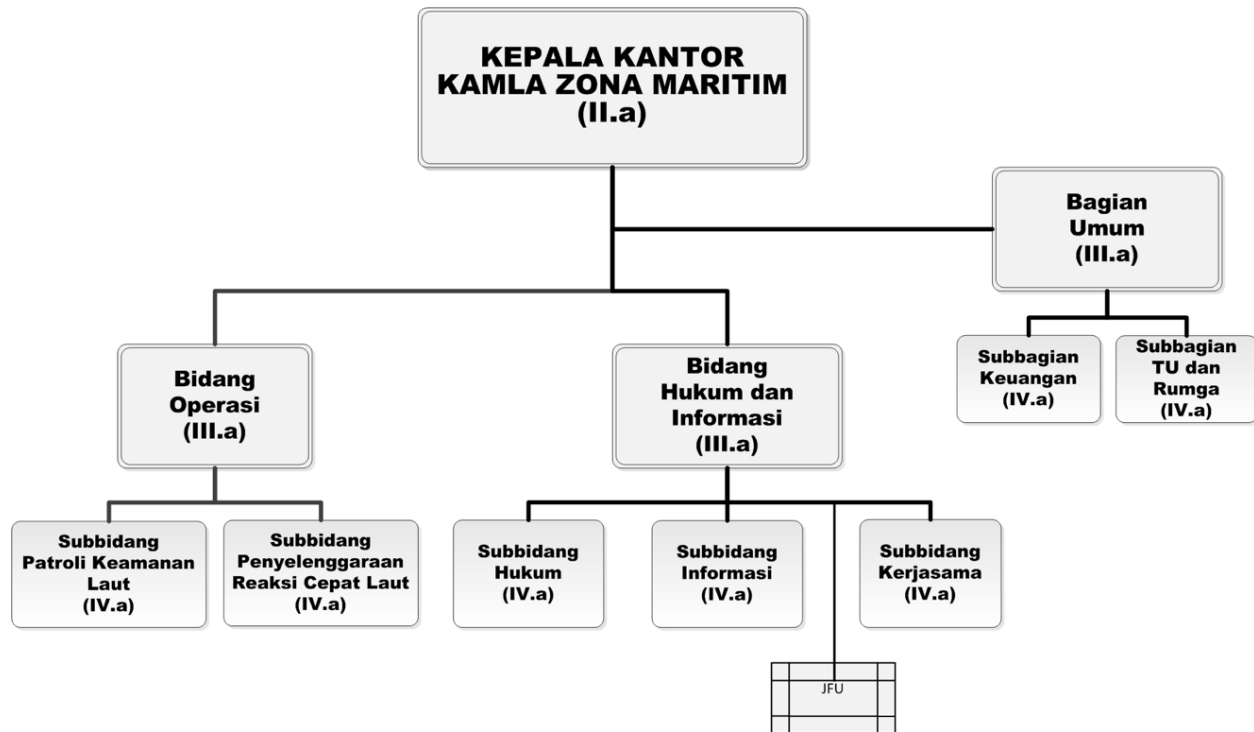 KEPALA KANTOR
KAMLA ZONA MARITIM
(II.a)
Bagian
Umum
(III.a)
Subbagian
Keuangan
(IV.a)
Subbagian
TU dan
Rumga
(IV.a)
Bidang
Operasi
(III.a)
Bidang
Hukum dan
Informasi
(III.a)
Subbidang
Patroli Keamanan
Laut
(IV.a)
Subbidang
Penyelenggaraan
Reaksi Cepat Laut
(IV.a)
Subbidang
Hukum
(IV.a)
Subbidang
Informasi
(IV.a)
Subbidang
Kerjasama
(IV.a)
JFU